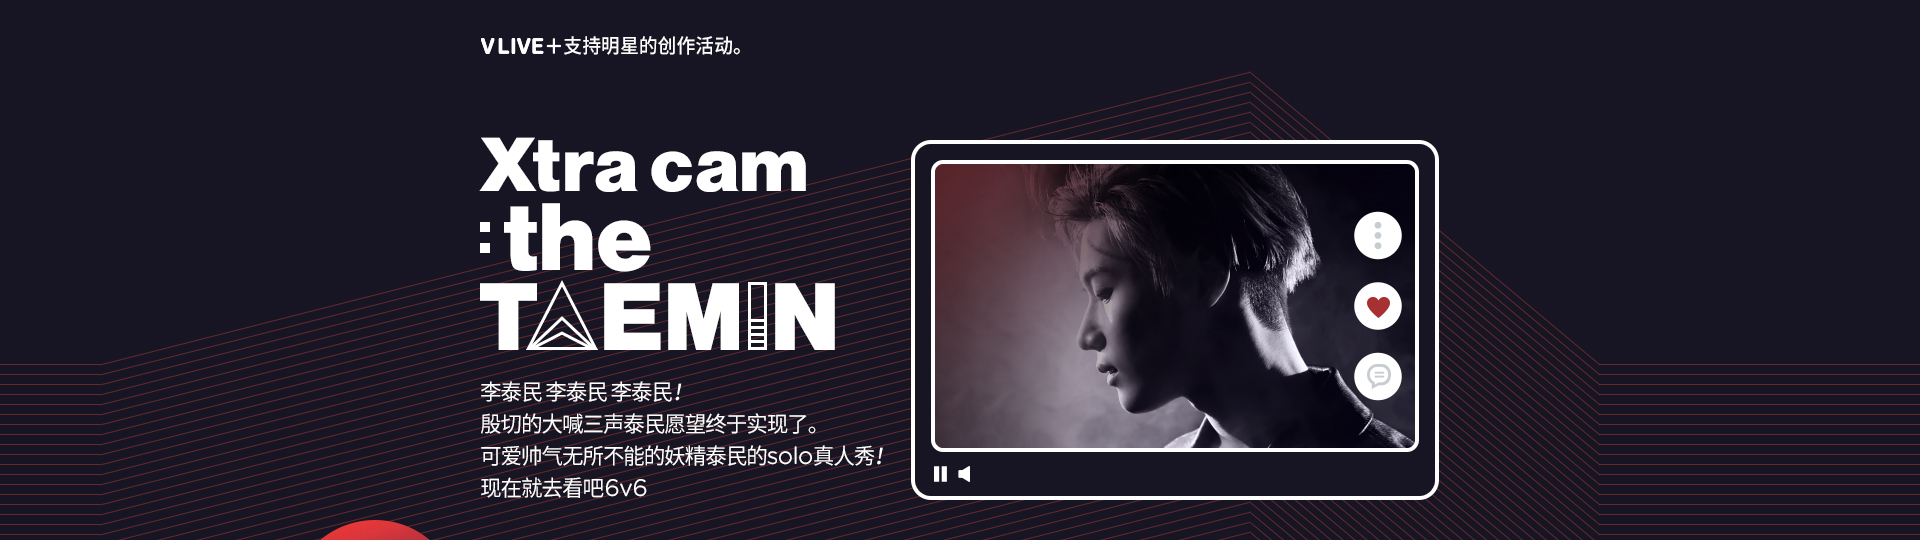 V LIVE+支持明星的创作活动。
Xtra cam
: the
TAEMIN
李泰民 李泰民 李泰民!
殷切的大喊三声泰民愿望终于实现了。
可爱帅气无所不能的妖精泰民的solo真人秀!
现在就去看吧6v6